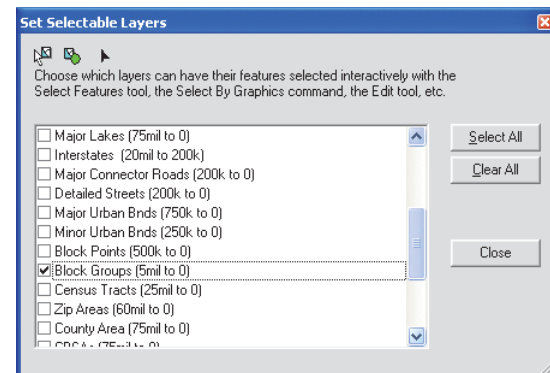 Set Selectable Layers
Choose which layers can have their features selected interactively with the
Select Features tool, the Select By Graphics command, the Edit tool, etc.
Major Lakes (75mil to 0)
Interstates (20mil to 200k)
Major Connector Roads (200k to 0)
Detailed Streets (200k to 0)
Major Urban Bnds (750k to 0)
Minor Urban Bnds (250k to 0)
Block Points (500k to 0)
Block Groups (5mil to 0)
Census Tracts (25mil to 0)
Zip Areas (60mil to 0)
County Area (75mil to 0)
CBSAs (75mil to 0)
Select All
Clear All
Close